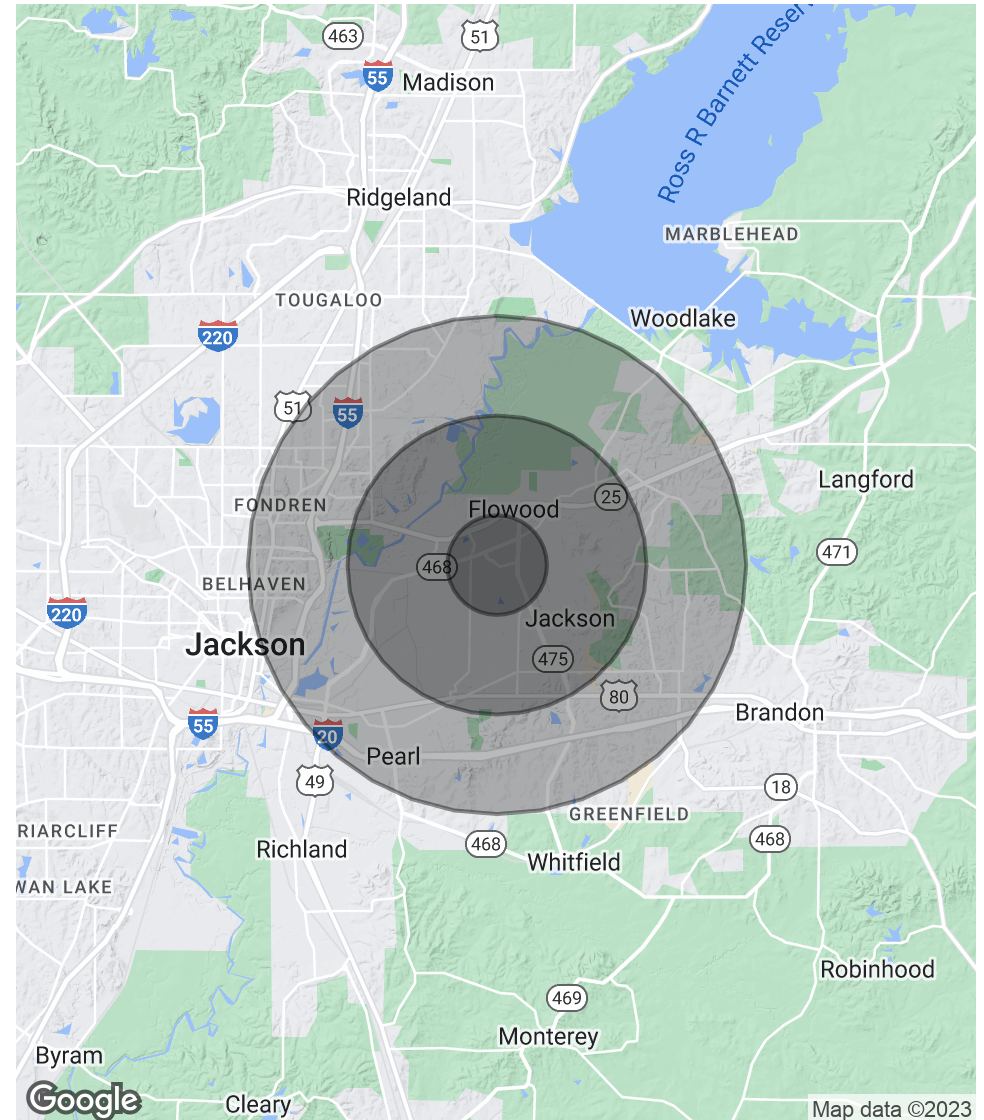 463
51
55
Madison
Ross R Barnett Reser
Ridgeland
MARBLEHEAD
TOUGALOO
Woodlake
220
51
55
Langford
25
FONDREN
Flowood
471
468
BELHAVEN
220
Jackson
Jackson
475
80
Brandon
55
20
Pearl
49
18
GREENFIELD
RIARCLIFF
468
468
Richland
Whitfield
WAN LAKE
Robinhood
469
Monterey
Byram
Google
Cleary
Map data ©2023